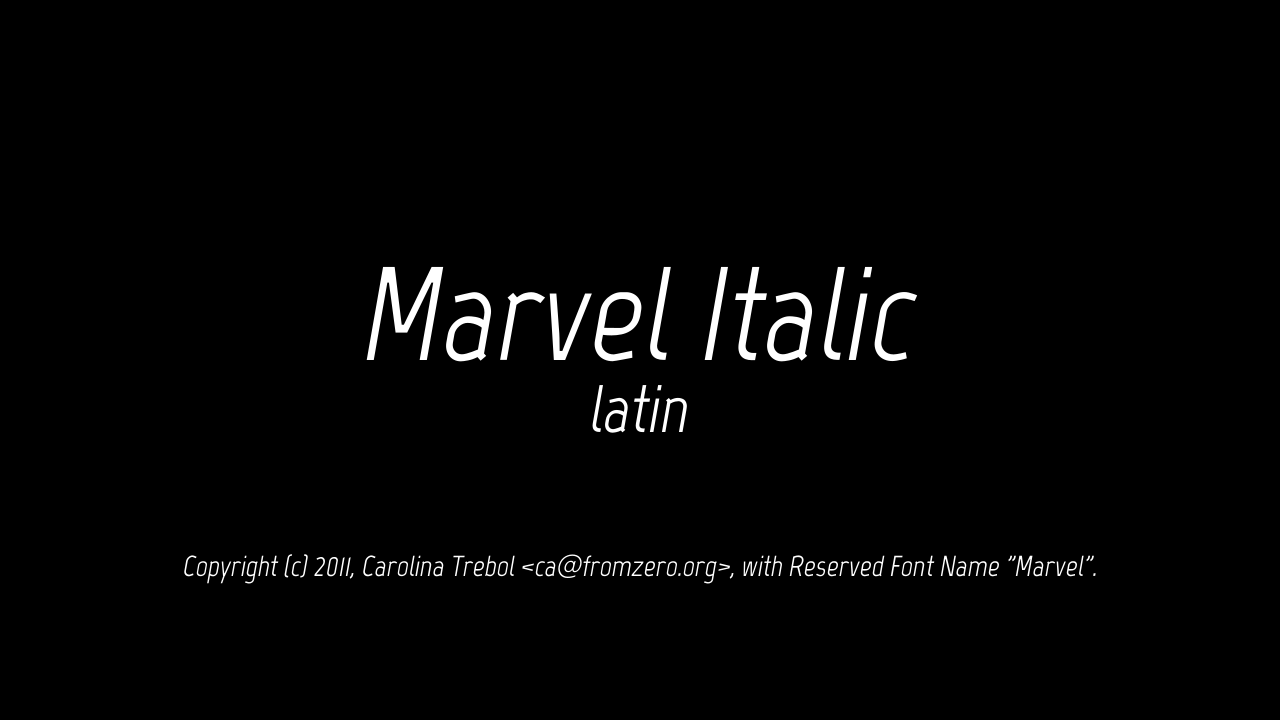 Marvel Italic
latin
Copyright (c) 2011, Carolina Trebol <ca@fromzero.org>, with Reserved Font Name "Marvel".